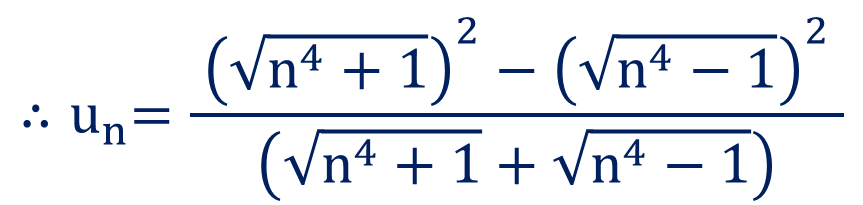 ∴ uₙ= ((√(n⁴ + 1))² − (√(n⁴ − 1))²) / (√(n⁴ + 1) + √(n⁴ − 1))